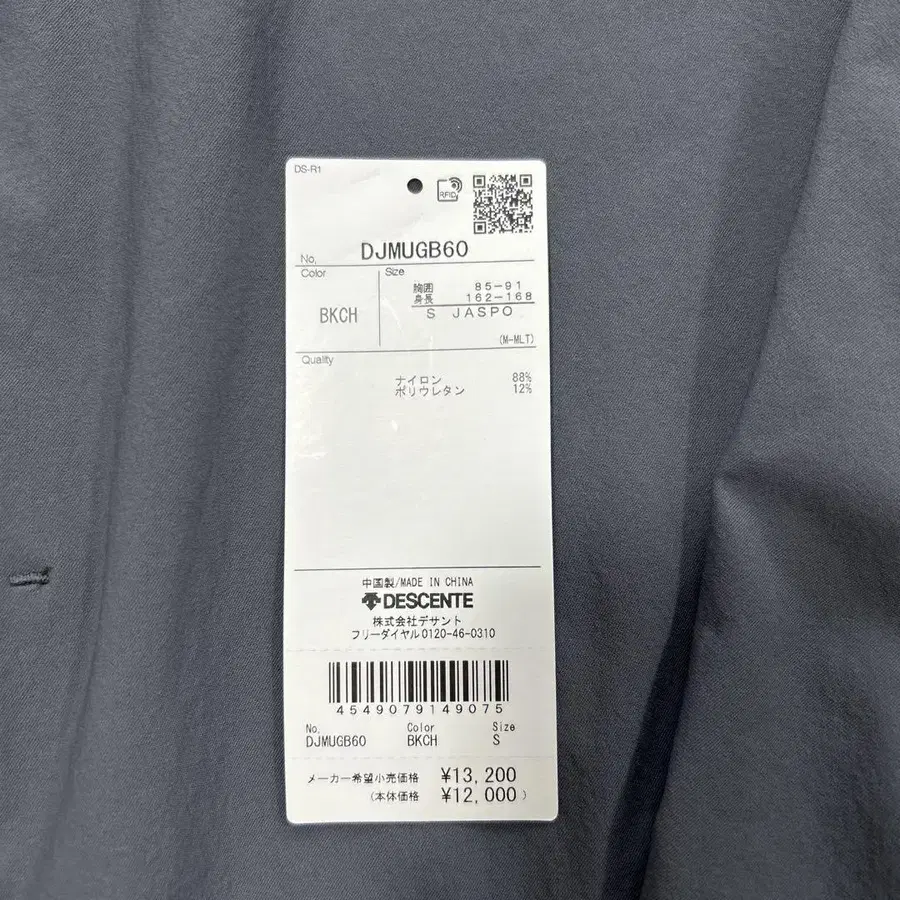 DS-R1
RFID
No. DJMUGB60
Color Size
胸囲 85-91
身長 162-168
BKCH S JASPO
(M-MLT)
Quality
ナイロン 88%
ポリウレタン 12%
中国製/MADE IN CHINA
DESCENTE
株式会社デサント
フリーダイヤル0120-46-0310
4549079149075
No. Color Size
DJMUGB60 BKCH S
メーカー希望小売価格 ¥13,200
(本体価格 ¥12,000)